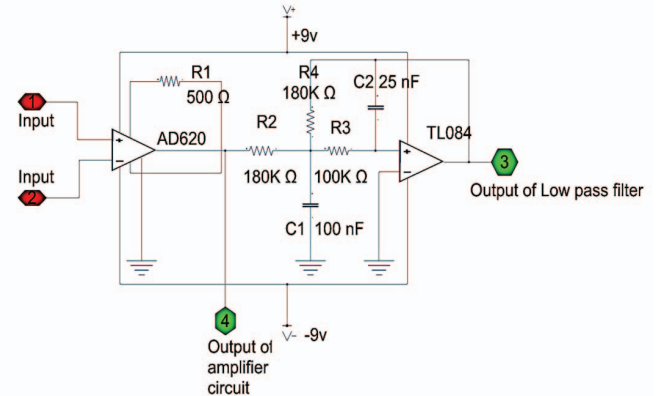 V+
+9v
R1
500 Ω
R4
180K Ω
C2 25 nF
1
Input
AD620
R2
180K Ω
R3
100K Ω
TL084
+
-
+
-
Input
2
3
Output of Low pass filter
C1 100 nF
4
V- -9v
Output of
amplifier
circuit